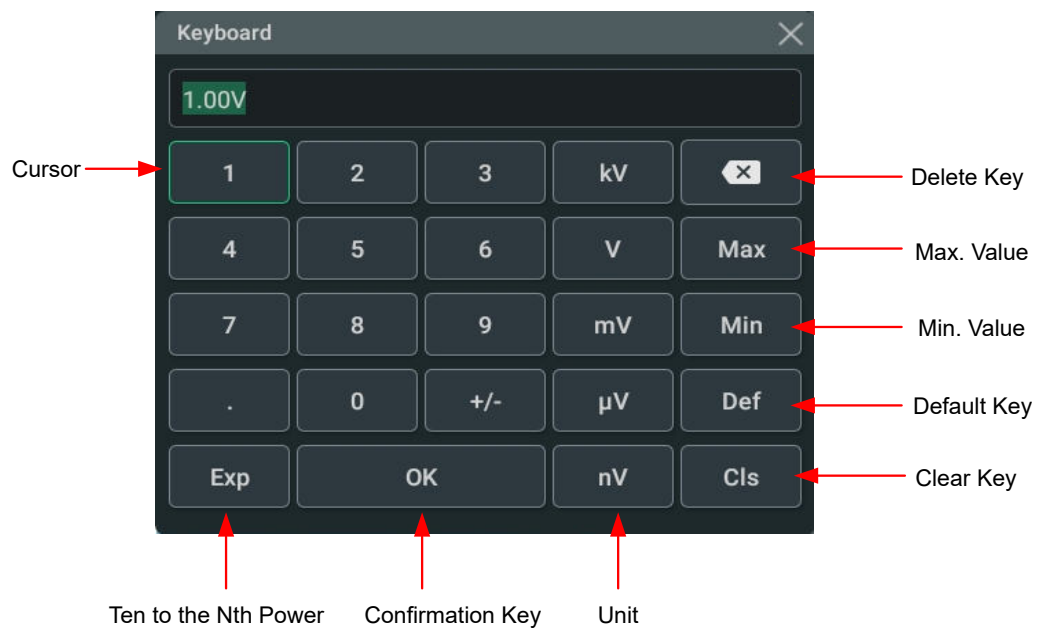 Keyboard
1.00V
Cursor 1 2 3 kV Delete Key
4 5 6 V Max Max. Value
7 8 9 mV Min Min. Value
. 0 +/- µV Def Default Key
Exp OK nV Cls Clear Key
Ten to the Nth Power Confirmation Key Unit